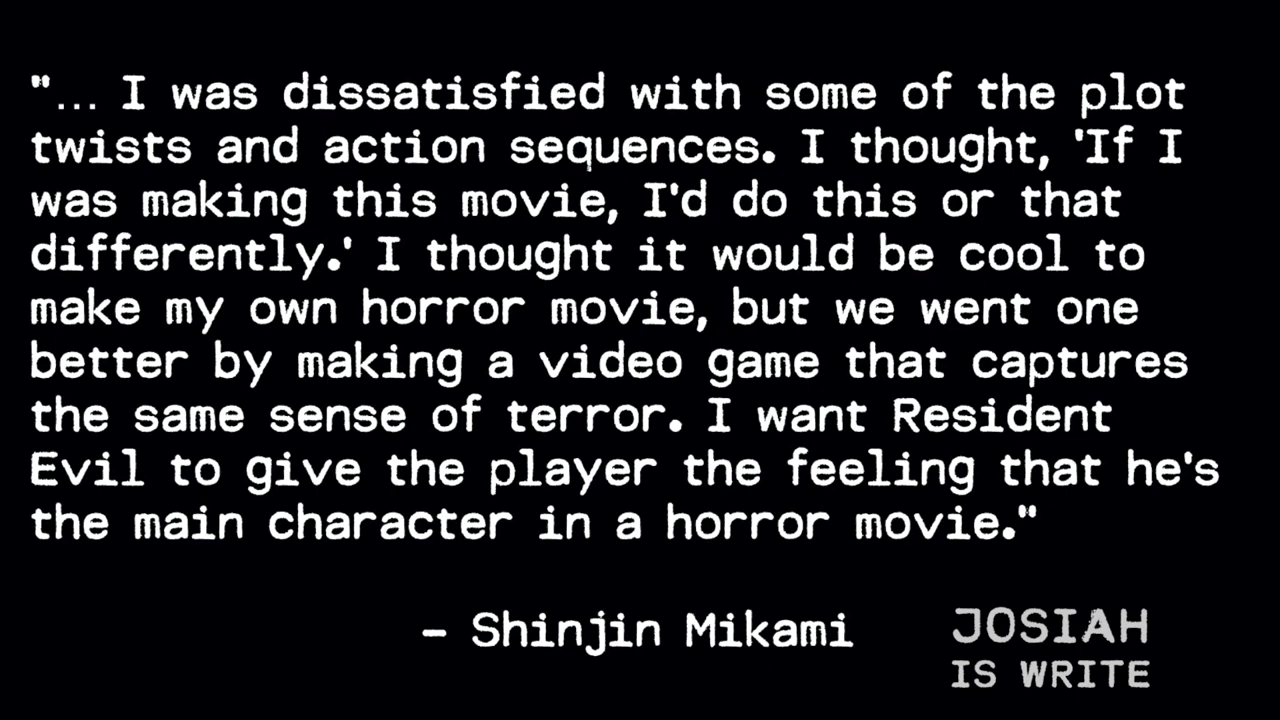 "... I was dissatisfied with some of the plot
twists and action sequences. I thought, 'If I
was making this movie, I'd do this or that
differently.' I thought it would be cool to
make my own horror movie, but we went one
better by making a video game that captures
the same sense of terror. I want Resident
Evil to give the player the feeling that he's
the main character in a horror movie."
- Shinjin Mikami
JOSIAH
IS WRITE